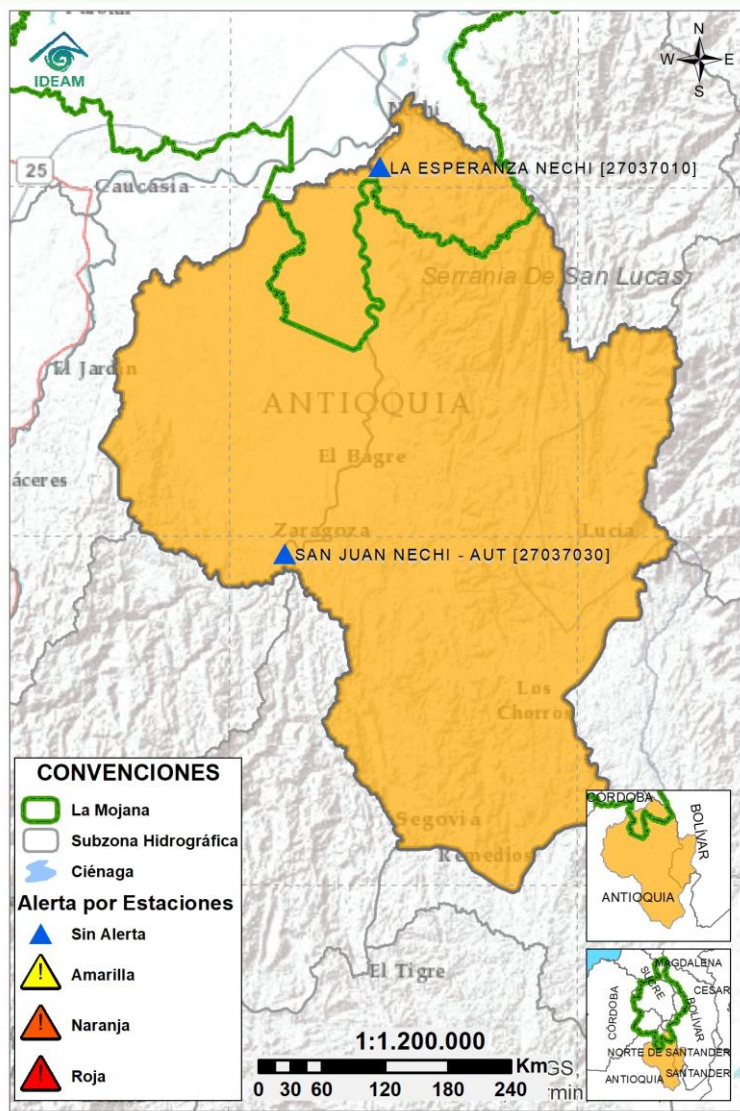 IDEAM
N
W E
S
Nechí
LA ESPERANZA NECHI [27037010]
25
Caucasia
Serranía De San Lucas
El Jardín
ANTIOQUIA
El Bagre
áceres
Zaragoza
Lucía
SAN JUAN NECHI - AUT [27037030]
Los
Chorros
Segovia
Remedios
El Tigre
CONVENCIONES
La Mojana
Subzona Hidrográfica
Ciénaga
Alerta por Estaciones
Sin Alerta
Amarilla
Naranja
Roja
1:1.200.000
Km
0 30 60 120 180 240
GS,
min
CÓRDOBA
BOLÍVAR
ANTIOQUIA
MAGDALENA
SUCRE
CESAR
CÓRDOBA
BOLÍVAR
NORTE DE SANTANDER
SANTANDER
ANTIOQUIA